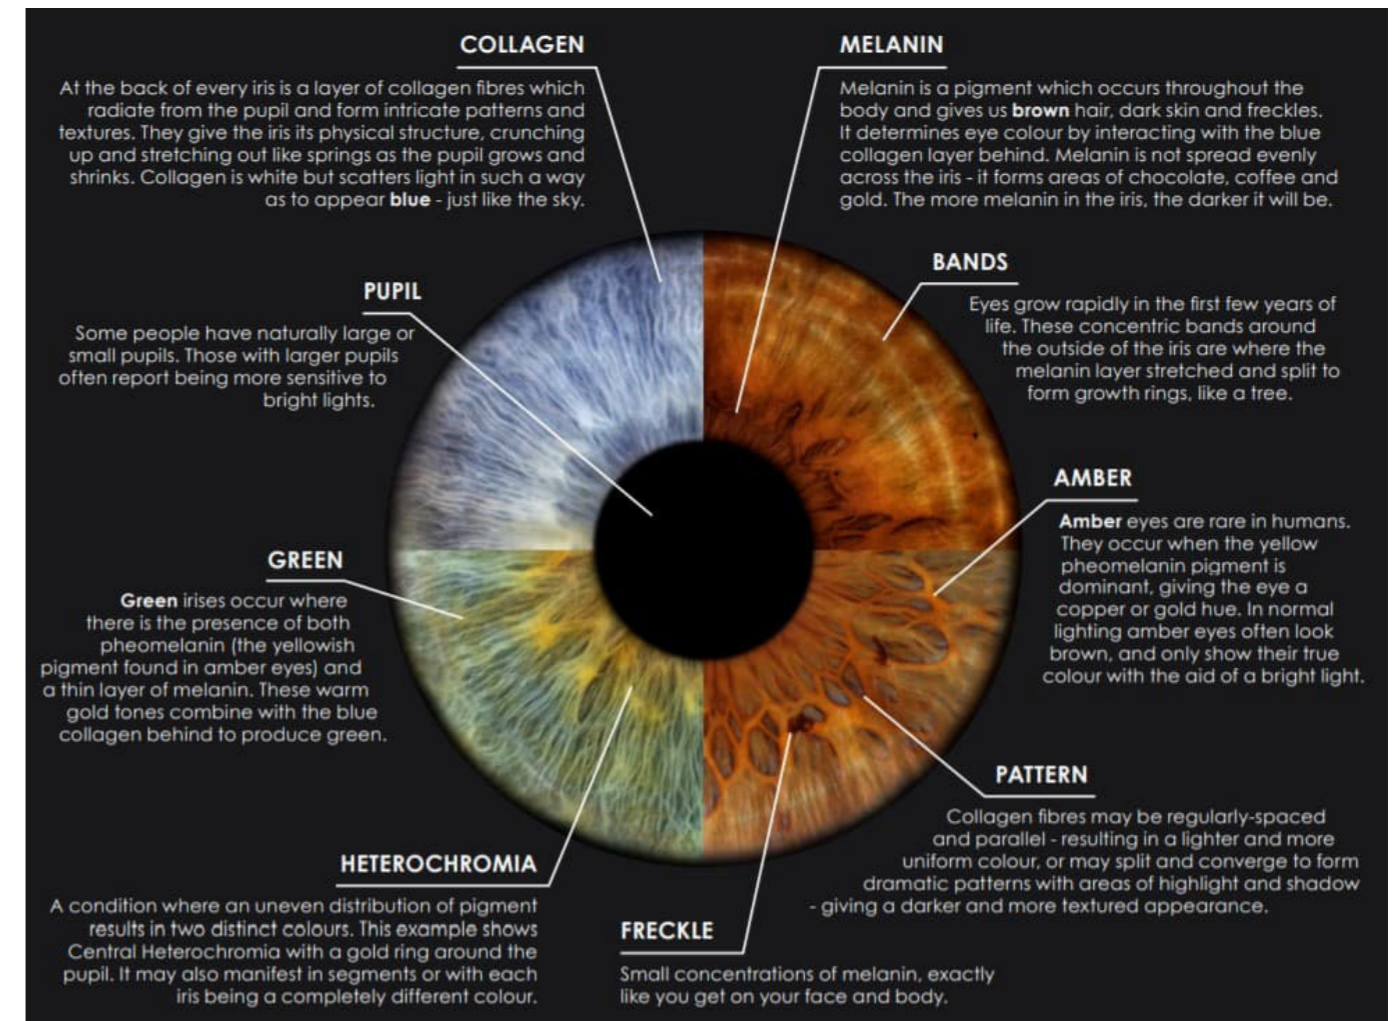 COLLAGEN
At the back of every iris is a layer of collagen fibres which
radiate from the pupil and form intricate patterns and
textures. They give the iris its physical structure, crunching
up and stretching out like springs as the pupil grows and
shrinks. Collagen is white but scatters light in such a way
as to appear blue - just like the sky.
MELANIN
Melanin is a pigment which occurs throughout the
body and gives us brown hair, dark skin and freckles.
It determines eye colour by interacting with the blue
collagen layer behind. Melanin is not spread evenly
across the iris - it forms areas of chocolate, coffee and
gold. The more melanin in the iris, the darker it will be.
PUPIL
Some people have naturally large or
small pupils. Those with larger pupils
often report being more sensitive to
bright lights.
BANDS
Eyes grow rapidly in the first few years of
life. These concentric bands around
the outside of the iris are where the
melanin layer stretched and split to
form growth rings, like a tree.
AMBER
Amber eyes are rare in humans.
They occur when the yellow
pheomelanin pigment is
dominant, giving the eye a
copper or gold hue. In normal
lighting amber eyes often look
brown, and only show their true
colour with the aid of a bright light.
GREEN
Green irises occur where
there is the presence of both
pheomelanin (the yellowish
pigment found in amber eyes) and
a thin layer of melanin. These warm
gold tones combine with the blue
collagen behind to produce green.
PATTERN
Collagen fibres may be regularly-spaced
and parallel - resulting in a lighter and more
uniform colour, or may split and converge to form
dramatic patterns with areas of highlight and shadow
- giving a darker and more textured appearance.
HETEROCHROMIA
A condition where an uneven distribution of pigment
results in two distinct colours. This example shows
Central Heterochromia with a gold ring around the
pupil. It may also manifest in segments or with each
iris being a completely different colour.
FRECKLE
Small concentrations of melanin, exactly
like you get on your face and body.